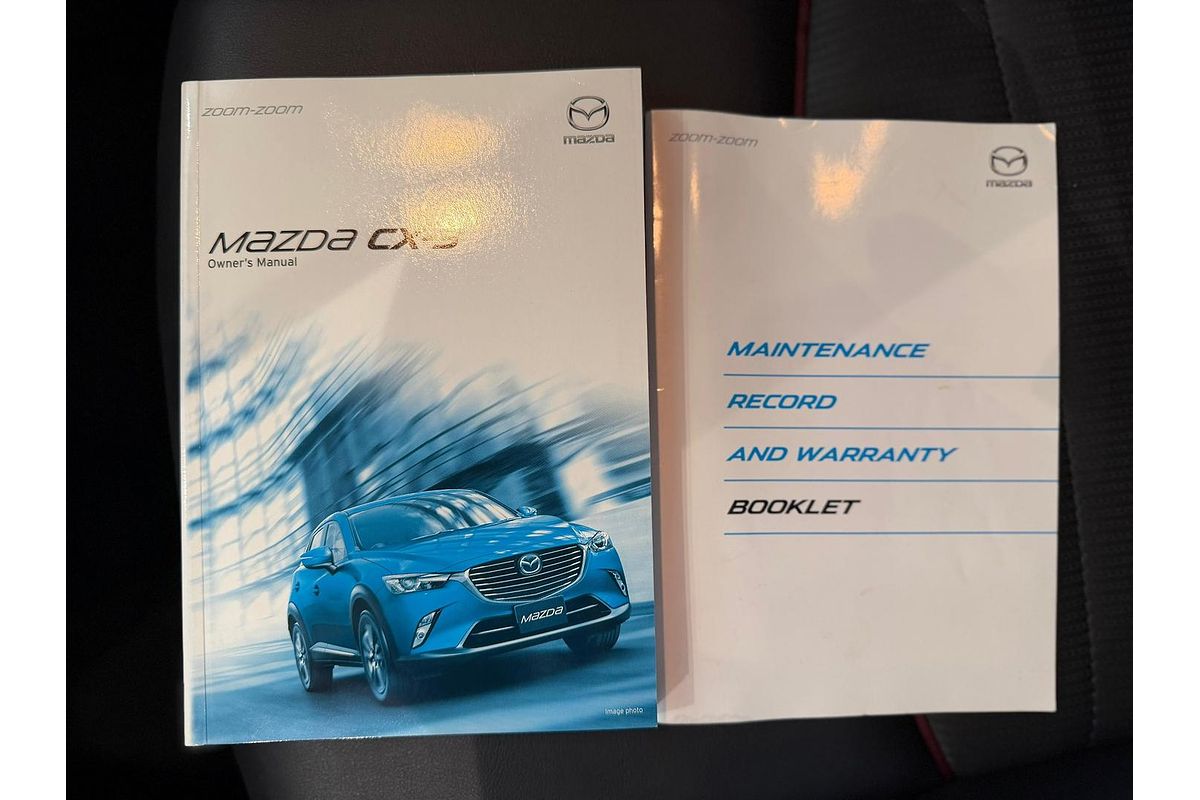 ZOOM-ZOOM
mazda
MAZDA CX-3
Owner's Manual
MAZDA
Image photo
ZOOM-ZOOM
mazda
MAINTENANCE
RECORD
AND WARRANTY
BOOKLET